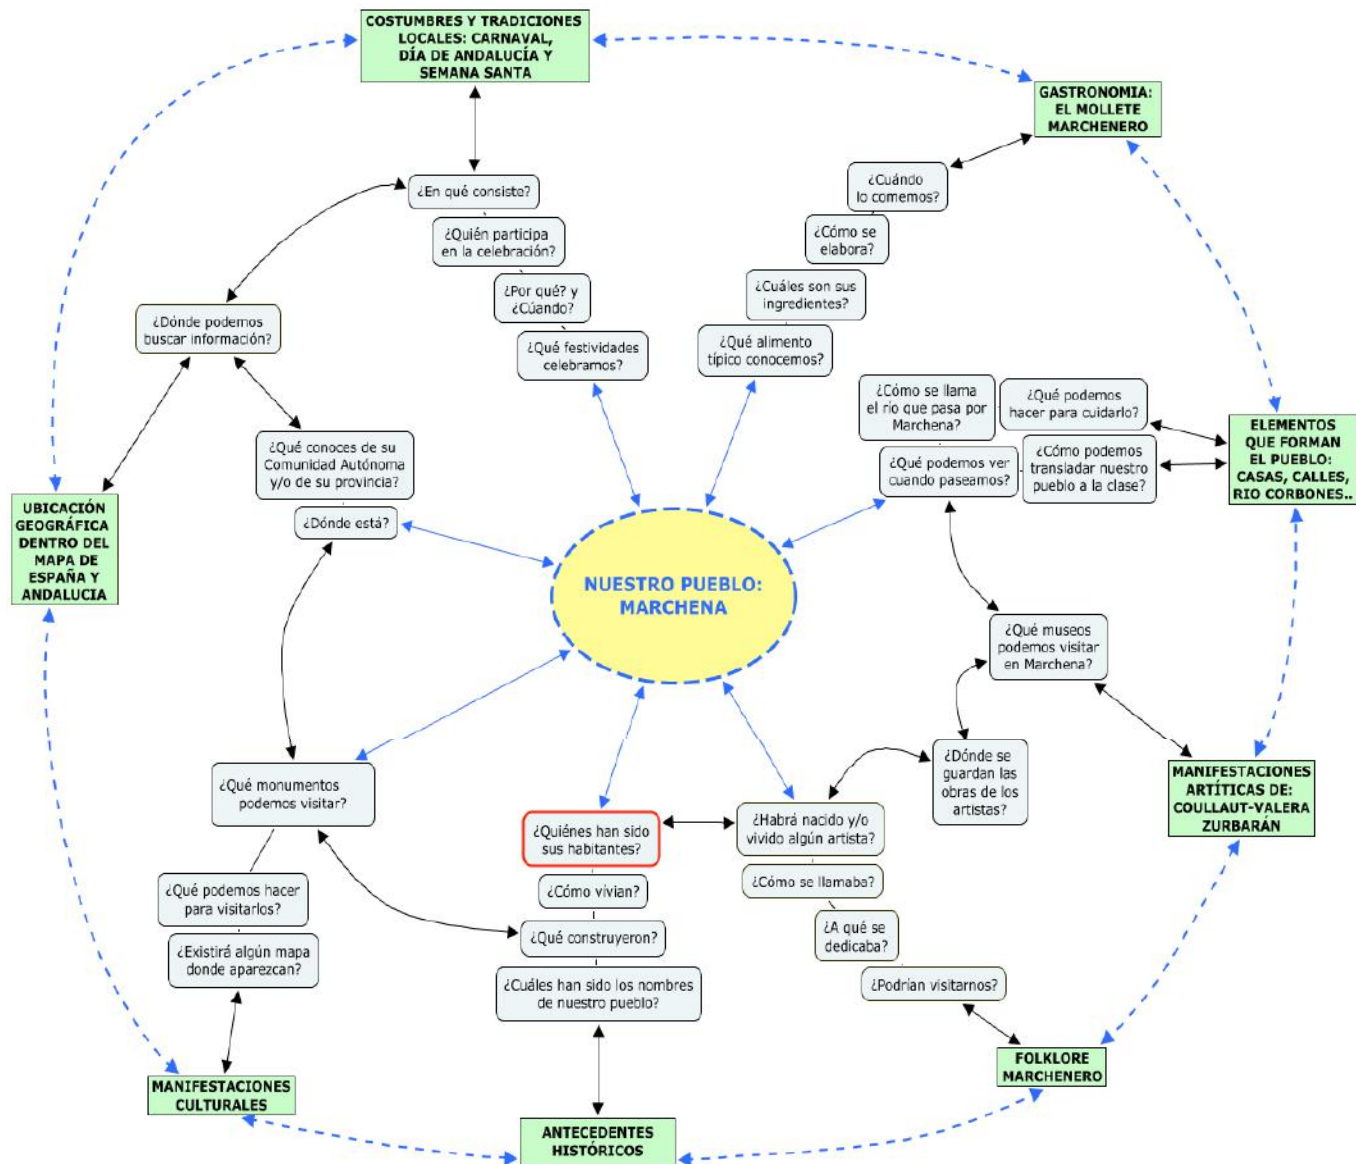 COSTUMBRES Y TRADICIONES
LOCALES: CARNAVAL,
DÍA DE ANDALUCÍA Y
SEMANA SANTA
GASTRONOMIA:
EL MOLLETE
MARCHENERO
¿En qué consiste?
¿Quién participa
en la celebración?
¿Por qué? y
¿Cúando?
¿Qué festividades
celebramos?
¿Cuándo
lo comemos?
¿Cómo se
elabora?
¿Cuáles son sus
ingredientes?
¿Qué alimento
típico conocemos?
¿Dónde podemos
buscar información?
¿Qué conoces de su
Comunidad Autónoma
y/o de su provincia?
¿Dónde está?
¿Cómo se llama
el río que pasa por
Marchena?
¿Qué podemos
hacer para cuidarlo?
¿Qué podemos ver
cuando paseamos?
¿Cómo podemos
transladar nuestro
pueblo a la clase?
ELEMENTOS
QUE FORMAN
EL PUEBLO:
CASAS, CALLES,
RIO CORBONES..
UBICACIÓN
GEOGRÁFICA
DENTRO DEL
MAPA DE
ESPAÑA Y
ANDALUCIA
NUESTRO PUEBLO:
MARCHENA
¿Qué museos
podemos visitar
en Marchena?
¿Dónde se
guardan las
obras de los
artistas?
MANIFESTACIONES
ARTÍTICAS DE:
COULLAUT-VALERA
ZURBARÁN
¿Qué monumentos
podemos visitar?
¿Quiénes han sido
sus habitantes?
¿Habrá nacido y/o
vivido algún artista?
¿Qué podemos hacer
para visitarlos?
¿Existirá algún mapa
donde aparezcan?
¿Cómo vívian?
¿Qué construyeron?
¿Cuáles han sido los nombres
de nuestro pueblo?
¿Cómo se llamaba?
¿A qué se
dedicaba?
¿Podrían visitarnos?
MANIFESTACIONES
CULTURALES
ANTECEDENTES
HISTÓRICOS
FOLKLORE
MARCHENERO